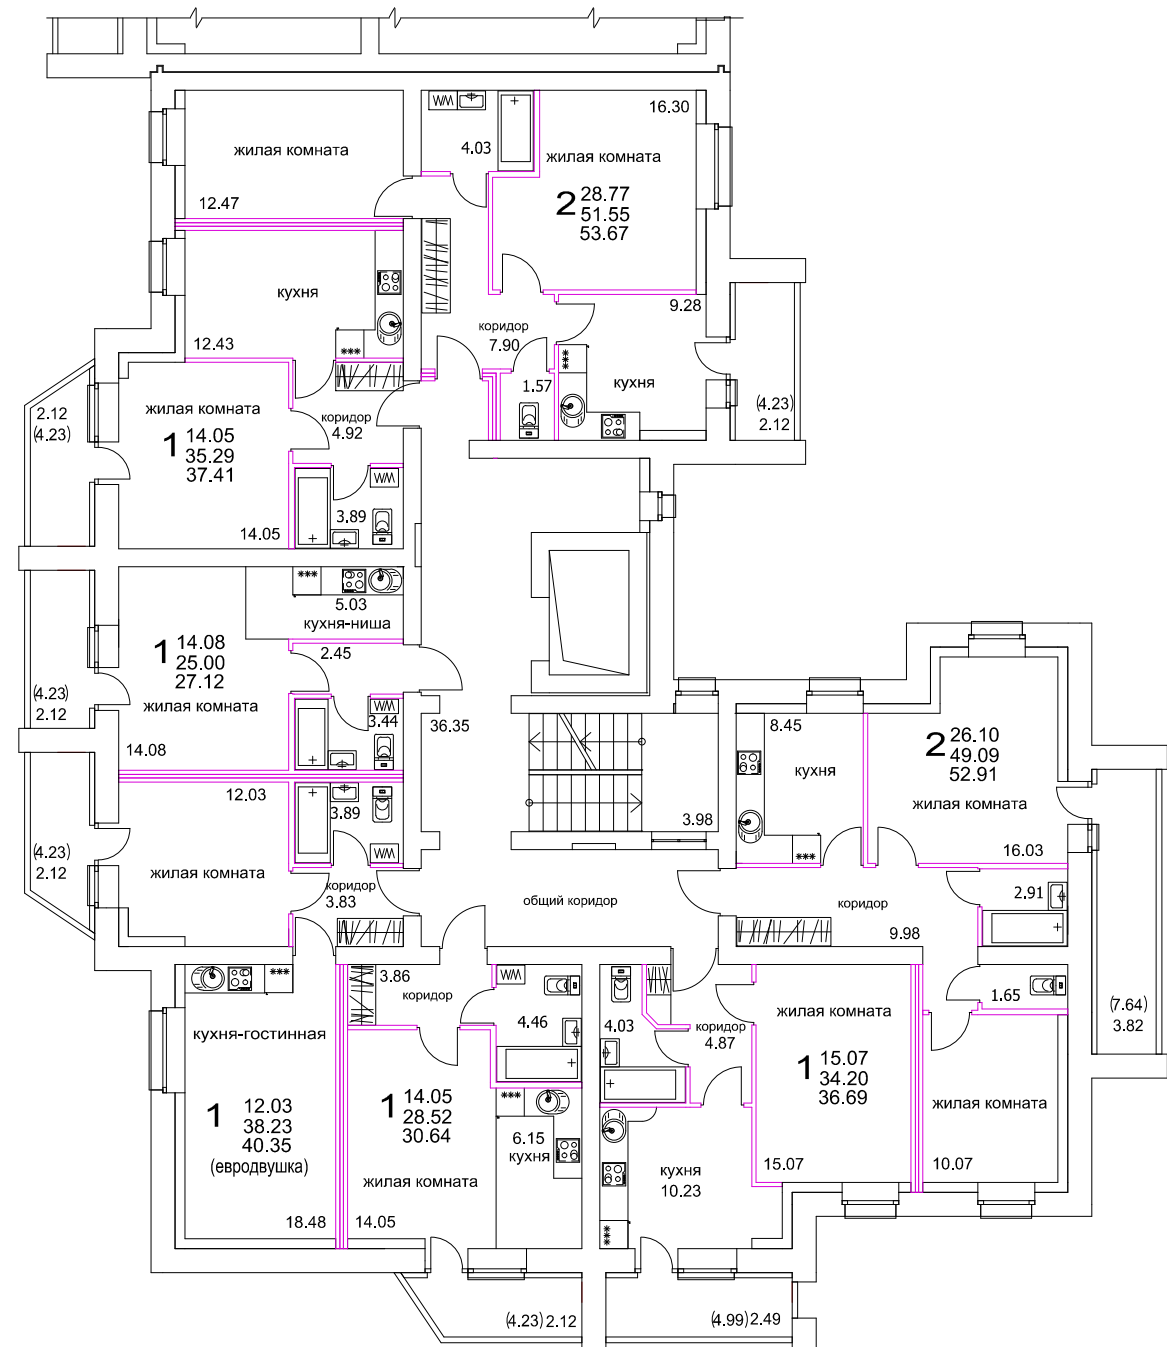 16.30
WM
4.03
жилая комната
жилая комната
2
28.77
51.55
53.67
12.47
кухня
9.28
коридор
7.90
12.43
***
***
кухня
1.57
2.12
(4.23)
жилая комната
1
14.05
35.29
37.41
коридор
4.92
(4.23)
2.12
WM
3.89
14.05
***
5.03
кухня-ниша
1
14.08
25.00
27.12
2.45
(4.23)
2.12
жилая комната
WM
3.44
36.35
14.08
8.45
кухня
2
26.10
49.09
52.91
жилая комната
12.03
3.89
3.98
(4.23)
2.12
WM
***
16.03
жилая комната
коридор
3.83
общий коридор
коридор
2.91
9.98
***
3.86
коридор
WM
1.65
(7.64)
3.82
кухня-гостинная
4.46
4.03
коридор
4.87
жилая комната
1
12.03
38.23
40.35
(евродвушка)
1
14.05
28.52
30.64
***
1
15.07
34.20
36.69
жилая комната
6.15
кухня
жилая комната
кухня
10.23
15.07
10.07
18.48
14.05
***
(4.23) 2.12
(4.99) 2.49